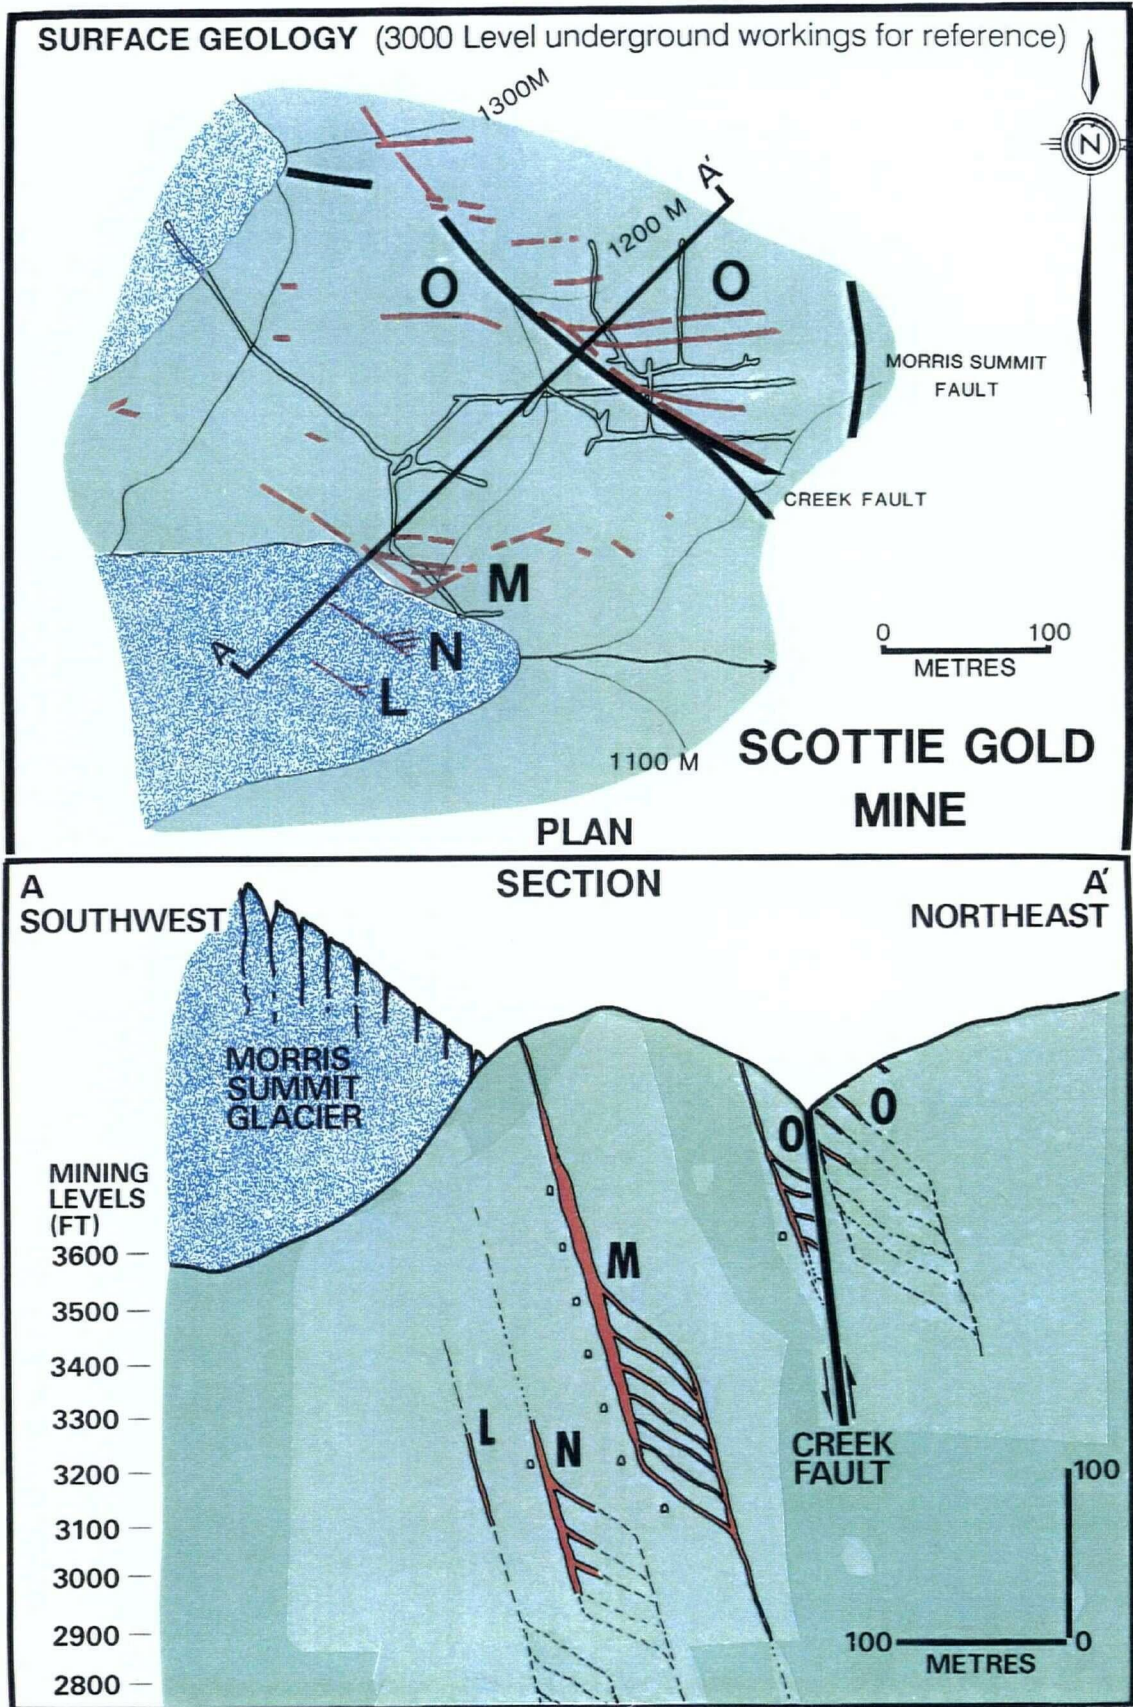 SURFACE GEOLOGY (3000 Level underground workings for reference)
1300M
N
A'
1200 M
O
O
MORRIS SUMMIT
FAULT
CREEK FAULT
M
0 100
METRES
A
N
L
1100 M
SCOTTIE GOLD
MINE
PLAN
A
SOUTHWEST
SECTION
A'
NORTHEAST
MORRIS
SUMMIT
GLACIER
O
O
MINING
LEVELS
(FT)
3600
M
3500
3400
3300
L
N
CREEK
FAULT
3200
100
3100
3000
2900
100
0
METRES
2800